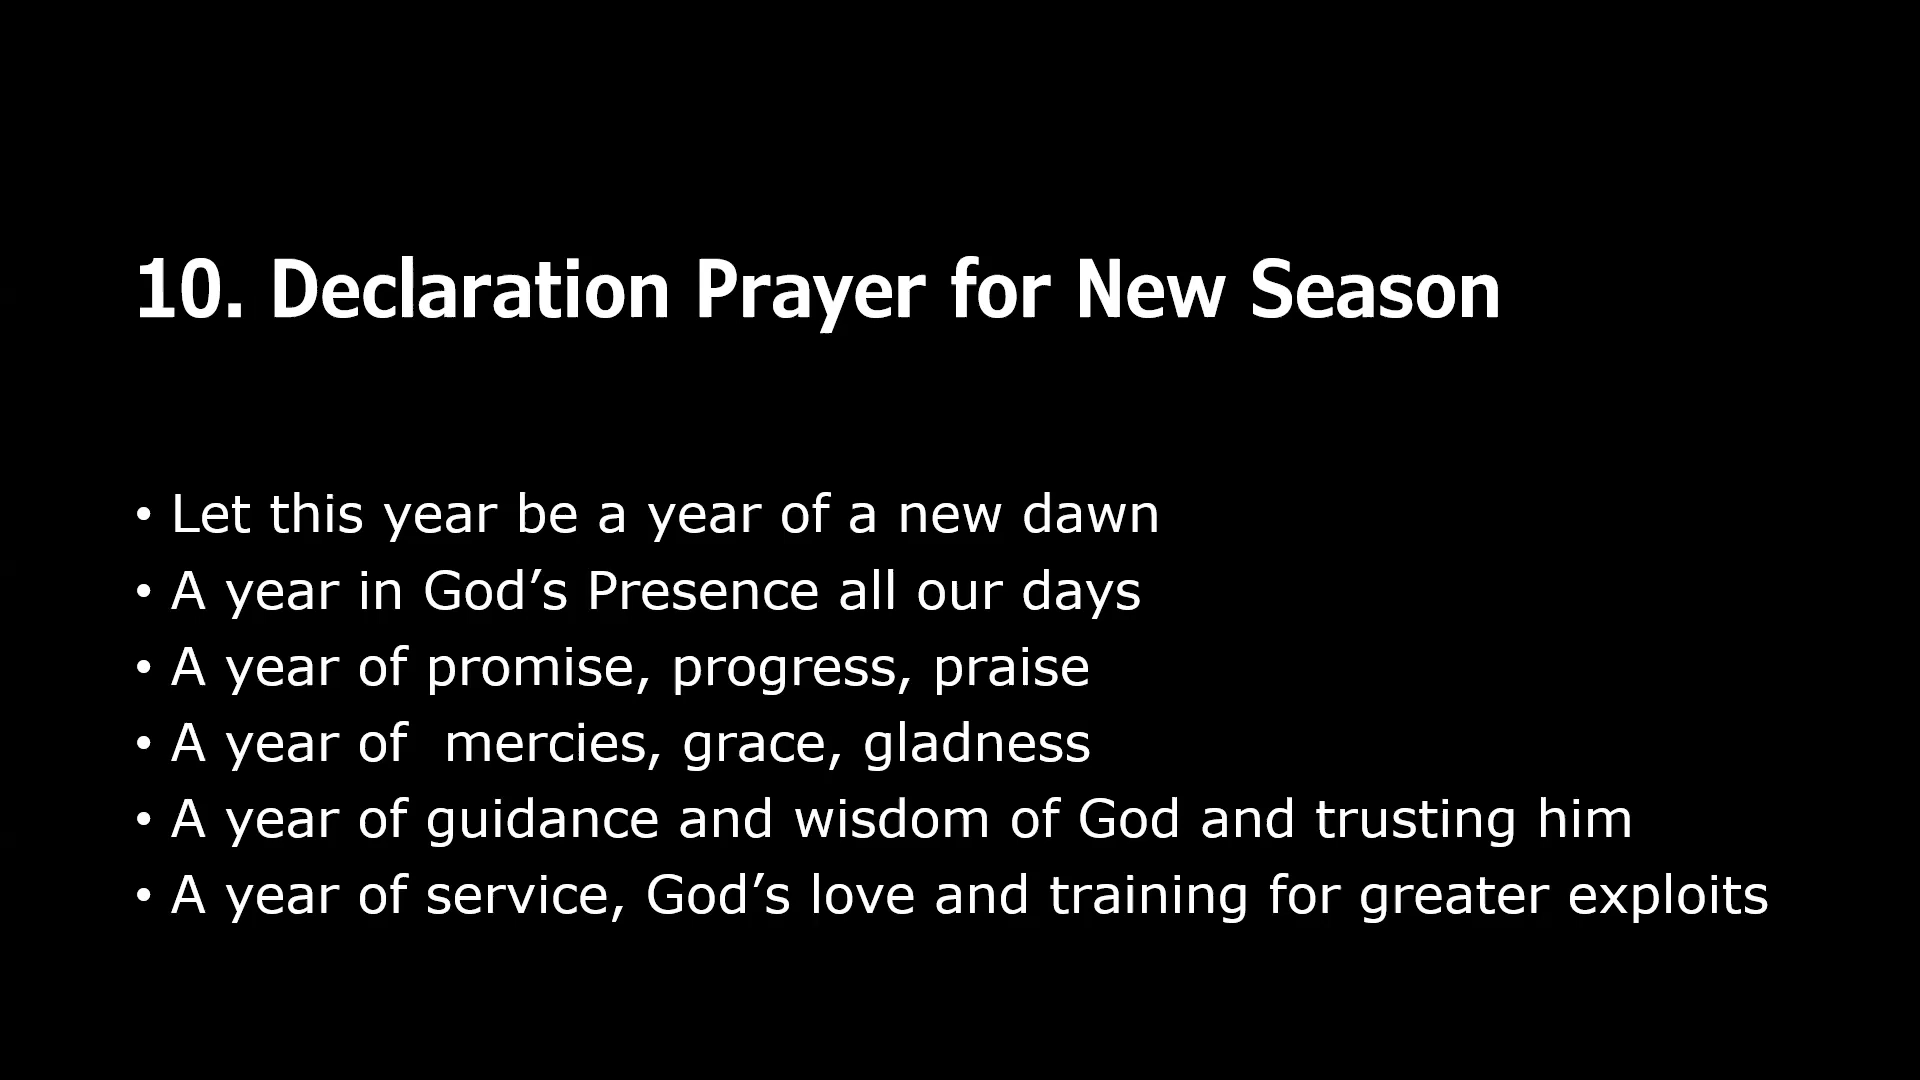 10. Declaration Prayer for New Season
• Let this year be a year of a new dawn
• A year in God’s Presence all our days
• A year of promise, progress, praise
• A year of  mercies, grace, gladness
• A year of guidance and wisdom of God and trusting him
• A year of service, God’s love and training for greater exploits